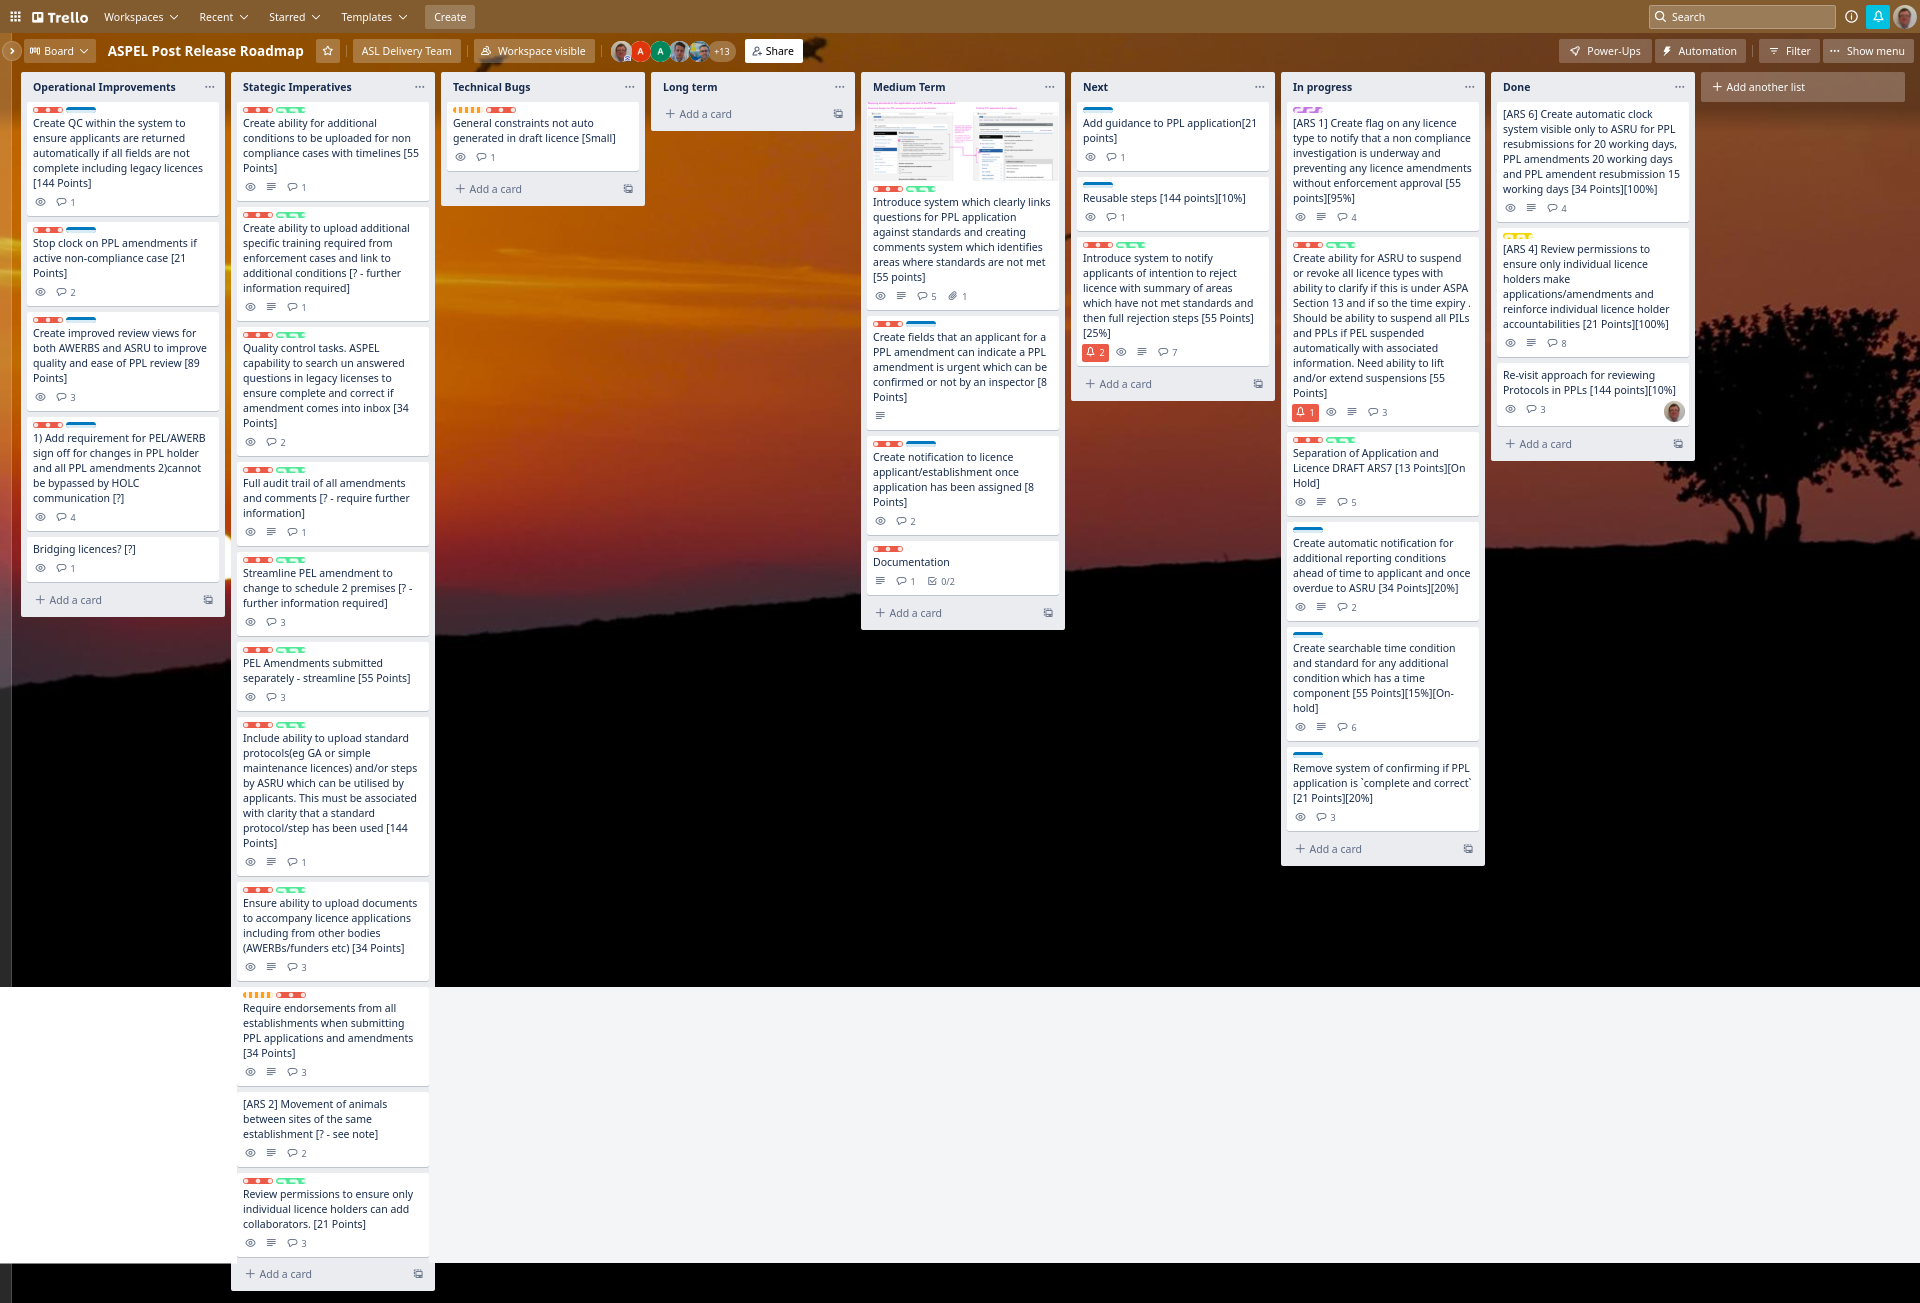 Trello
Workspaces
Recent
Starred
Templates
Create
Search
Board
ASPEL Post Release Roadmap
ASL Delivery Team
Workspace visible
A
A
+13
Share
Power-Ups
Automation
Filter
Show menu
Operational Improvements
Create QC within the system to
ensure applicants are returned
automatically if all fields are not
complete including legacy licences
[144 Points]
1
Stop clock on PPL amendments if
active non-compliance case [21
Points]
2
Create improved review views for
both AWERBS and ASRU to improve
quality and ease of PPL review [89
Points]
3
1) Add requirement for PEL/AWERB
sign off for changes in PPL holder
and all PPL amendments 2)cannot
be bypassed by HOLC
communication [?]
4
Bridging licences? [?]
1
Add a card
Stategic Imperatives
Create ability for additional
conditions to be uploaded for non
compliance cases with timelines [55
Points]
1
Create ability to upload additional
specific training required from
enforcement cases and link to
additional conditions [? - further
information required]
1
Quality control tasks. ASPEL
capability to search un answered
questions in legacy licenses to
ensure complete and correct if
amendment comes into inbox [34
Points]
2
Full audit trail of all amendments
and comments [? - require further
information]
1
Streamline PEL amendment to
change to schedule 2 premises [? -
further information required]
3
PEL Amendments submitted
separately - streamline [55 Points]
3
Include ability to upload standard
protocols(eg GA or simple
maintenance licences) and/or steps
by ASRU which can be utilised by
applicants. This must be associated
with clarity that a standard
protocol/step has been used [144
Points]
1
Ensure ability to upload documents
to accompany licence applications
including from other bodies
(AWERBs/funders etc) [34 Points]
3
Require endorsements from all
establishments when submitting
PPL applications and amendments
[34 Points]
3
[ARS 2] Movement of animals
between sites of the same
establishment [? - see note]
2
Review permissions to ensure only
individual licence holders can add
collaborators. [21 Points]
3
Add a card
Technical Bugs
General constraints not auto
generated in draft licence [Small]
1
Add a card
Long term
Add a card
Medium Term
Introduce system which clearly links
questions for PPL application
against standards and creating
comments system which identifies
areas where standards are not met
[55 points]
5
1
Create fields that an applicant for a
PPL amendment can indicate a PPL
amendment is urgent which can be
confirmed or not by an inspector [8
Points]
Create notification to licence
applicant/establishment once
application has been assigned [8
Points]
2
Documentation
1
0/2
Add a card
Next
Add guidance to PPL application[21
points]
1
Reusable steps [144 points][10%]
1
Introduce system to notify
applicants of intention to reject
licence with summary of areas
which have not met standards and
then full rejection steps [55 Points]
[25%]
2
7
Add a card
In progress
[ARS 1] Create flag on any licence
type to notify that a non compliance
investigation is underway and
preventing any licence amendments
without enforcement approval [55
points][95%]
4
Create ability for ASRU to suspend
or revoke all licence types with
ability to clarify if this is under ASPA
Section 13 and if so the time expiry .
Should be ability to suspend all PILs
and PPLs if PEL suspended
automatically with associated
information. Need ability to lift
and/or extend suspensions [55
Points]
1
3
Separation of Application and
Licence DRAFT ARS7 [13 Points][On
Hold]
5
Create automatic notification for
additional reporting conditions
ahead of time to applicant and once
overdue to ASRU [34 Points][20%]
2
Create searchable time condition
and standard for any additional
condition which has a time
component [55 Points][15%][On-
hold]
6
Remove system of confirming if PPL
application is `complete and correct`
[21 Points][20%]
3
Add a card
Done
[ARS 6] Create automatic clock
system visible only to ASRU for PPL
resubmissions for 20 working days,
PPL amendments 20 working days
and PPL amendent resubmission 15
working days [34 Points][100%]
4
[ARS 4] Review permissions to
ensure only individual licence
holders make
applications/amendments and
reinforce individual licence holder
accountabilities [21 Points][100%]
8
Re-visit approach for reviewing
Protocols in PPLs [144 points][10%]
3
Add a card
Add another list